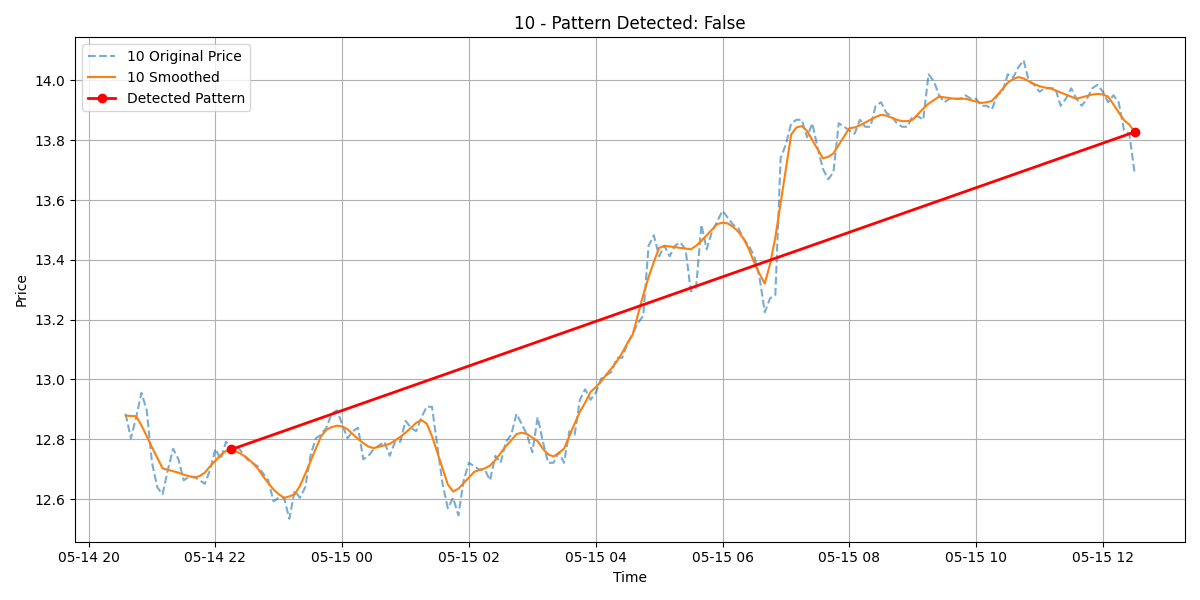 10 - Pattern Detected: False
10 Original Price
10 Smoothed
Detected Pattern
Price
14.0
13.8
13.6
13.4
13.2
13.0
12.8
12.6
05-14 20
05-14 22
05-15 00
05-15 02
05-15 04
05-15 06
05-15 08
05-15 10
05-15 12
Time